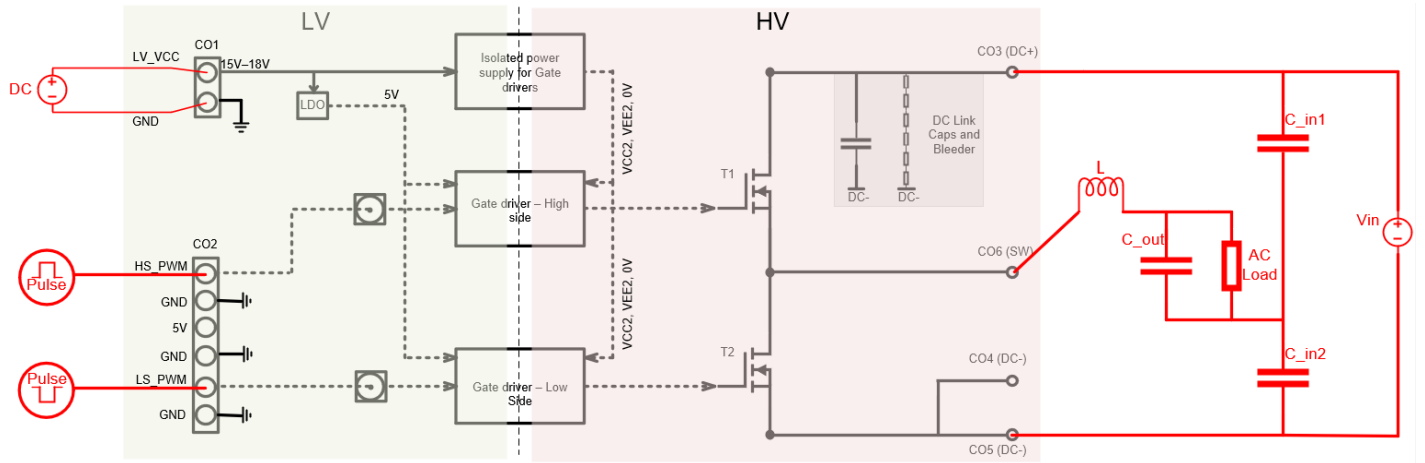 LV
HV
CO1
LV_VCC
15V–18V
DC
GND
LDO
5V
Isolated power
supply for Gate
drivers
VCC2, VEE2, 0V
CO3 (DC+)
DC Link
Caps and
Bleeder
DC-
DC-
C_in1
T1
Gate driver – High
side
L
Vin
C_out
AC
Load
CO2
HS_PWM
Pulse
GND
5V
GND
LS_PWM
Pulse
GND
VCC2, VEE2, 0V
CO6 (SW)
T2
Gate driver – Low
Side
CO4 (DC-)
C_in2
CO5 (DC-)